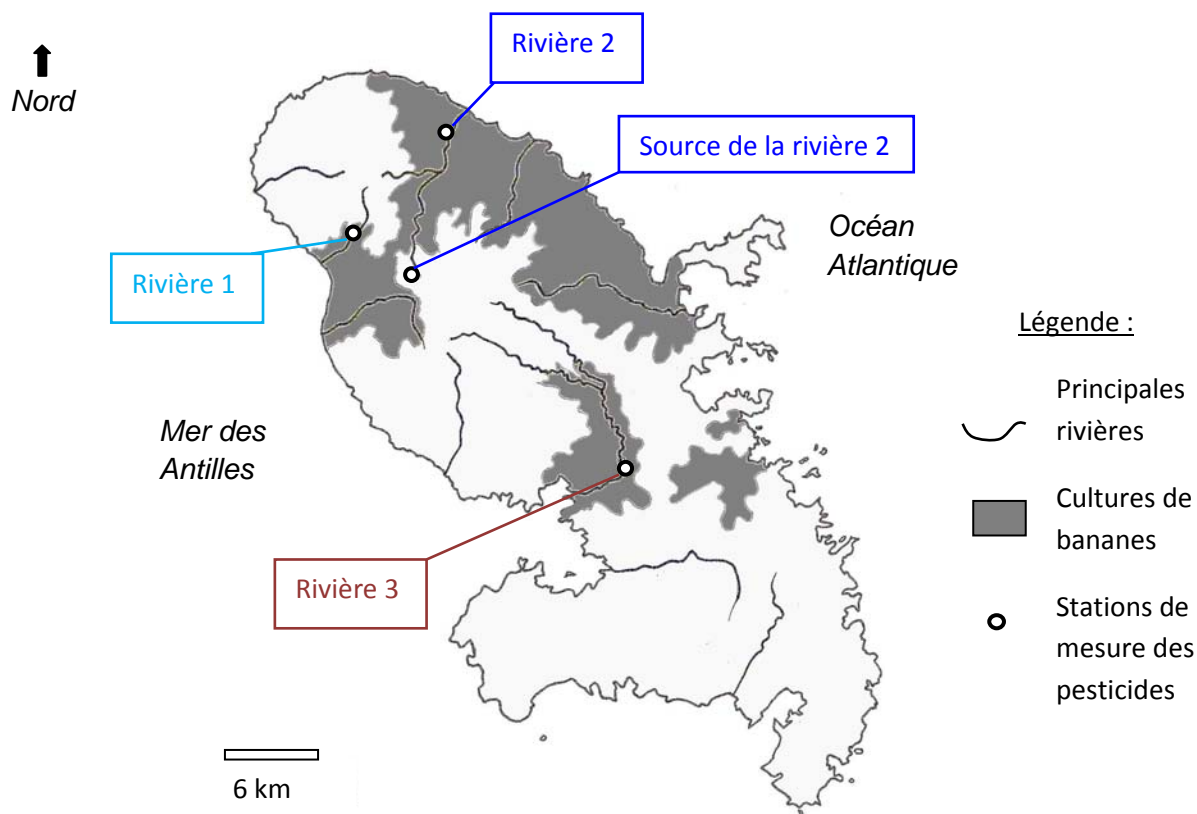 Nord
Rivière 2
Source de la rivière 2
Rivière 1
Océan
Atlantique
Mer des
Antilles
Rivière 3
6 km
Légende :
Principales
rivières
Cultures de
bananes
Stations de
mesure des
pesticides